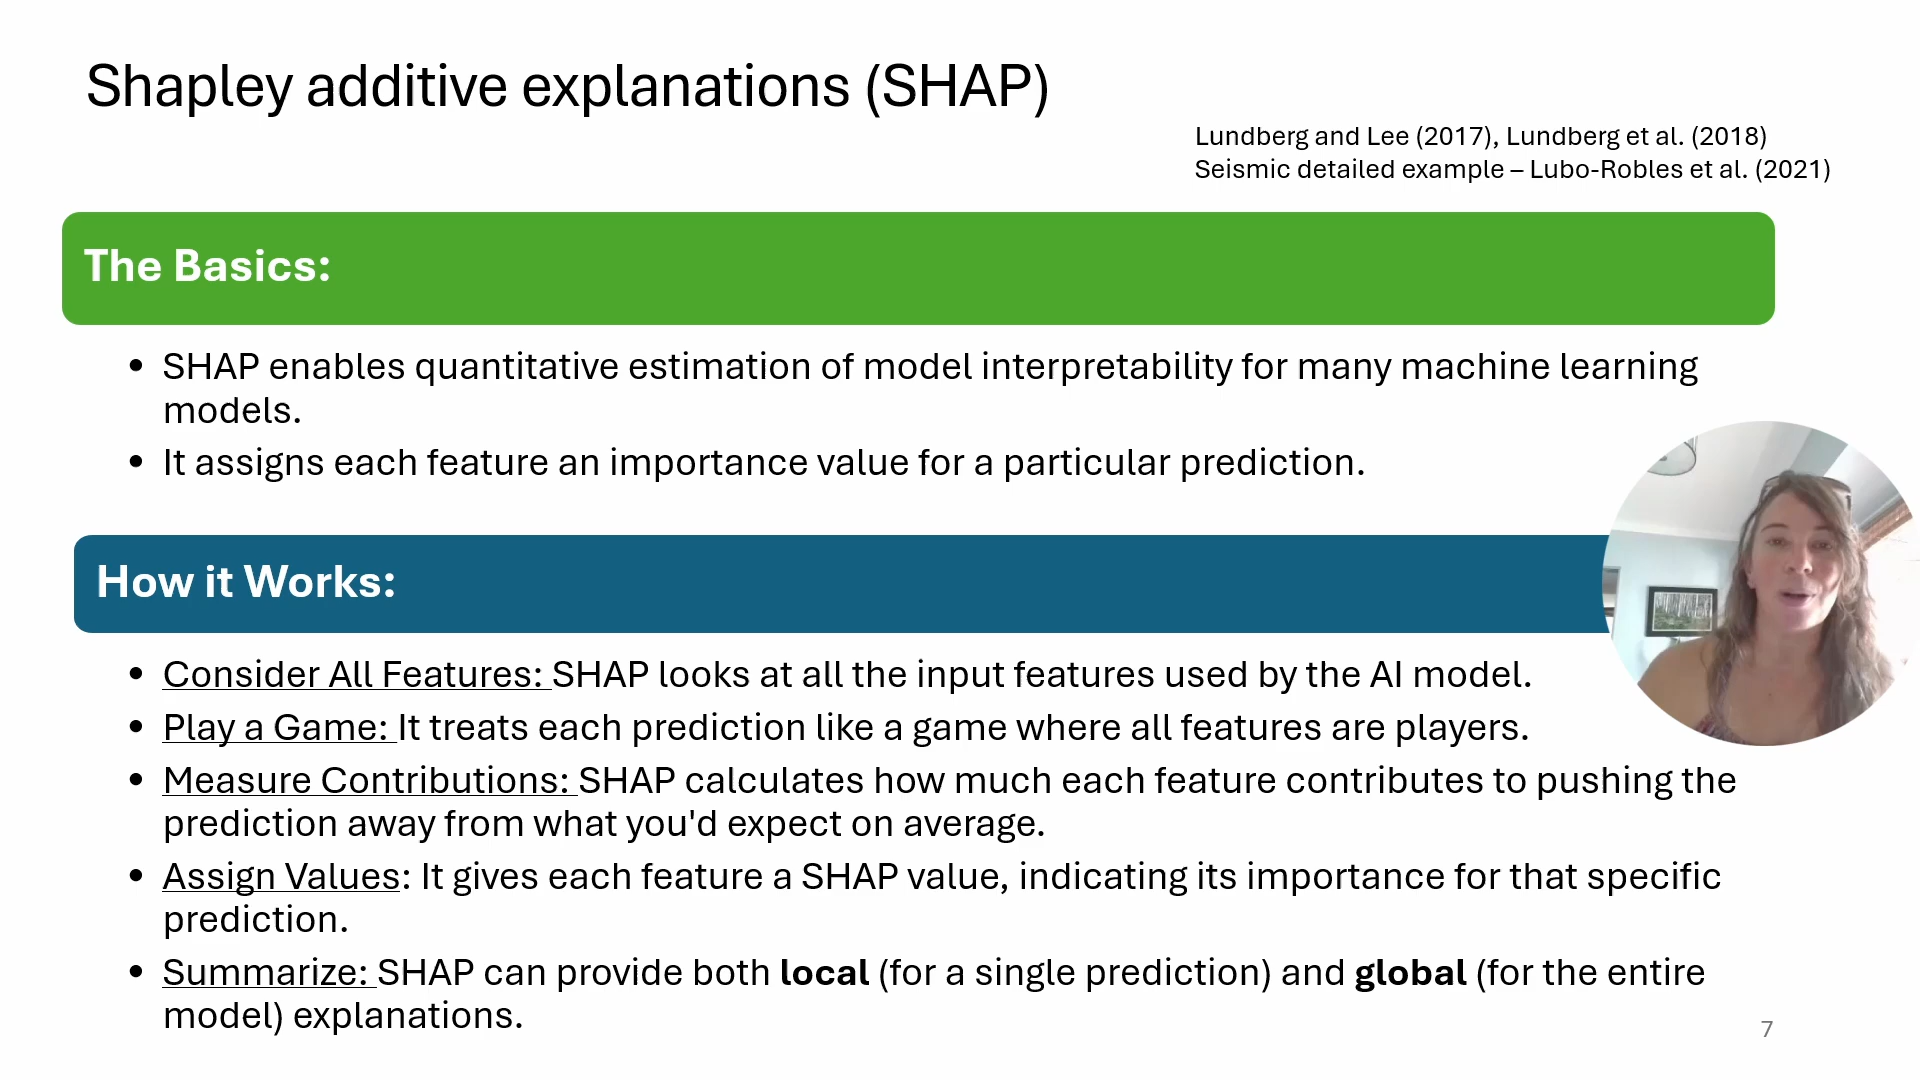 Shapley additive explanations (SHAP)
Lundberg and Lee (2017), Lundberg et al. (2018)
Seismic detailed example – Lubo-Robles et al. (2021)
The Basics:
• SHAP enables quantitative estimation of model interpretability for many machine learning
models.
• It assigns each feature an importance value for a particular prediction.
How it Works:
• Consider All Features: SHAP looks at all the input features used by the AI model.
• Play a Game: It treats each prediction like a game where all features are players.
• Measure Contributions: SHAP calculates how much each feature contributes to pushing the
prediction away from what you'd expect on average.
• Assign Values: It gives each feature a SHAP value, indicating its importance for that specific
prediction.
• Summarize: SHAP can provide both local (for a single prediction) and global (for the entire
model) explanations.
7